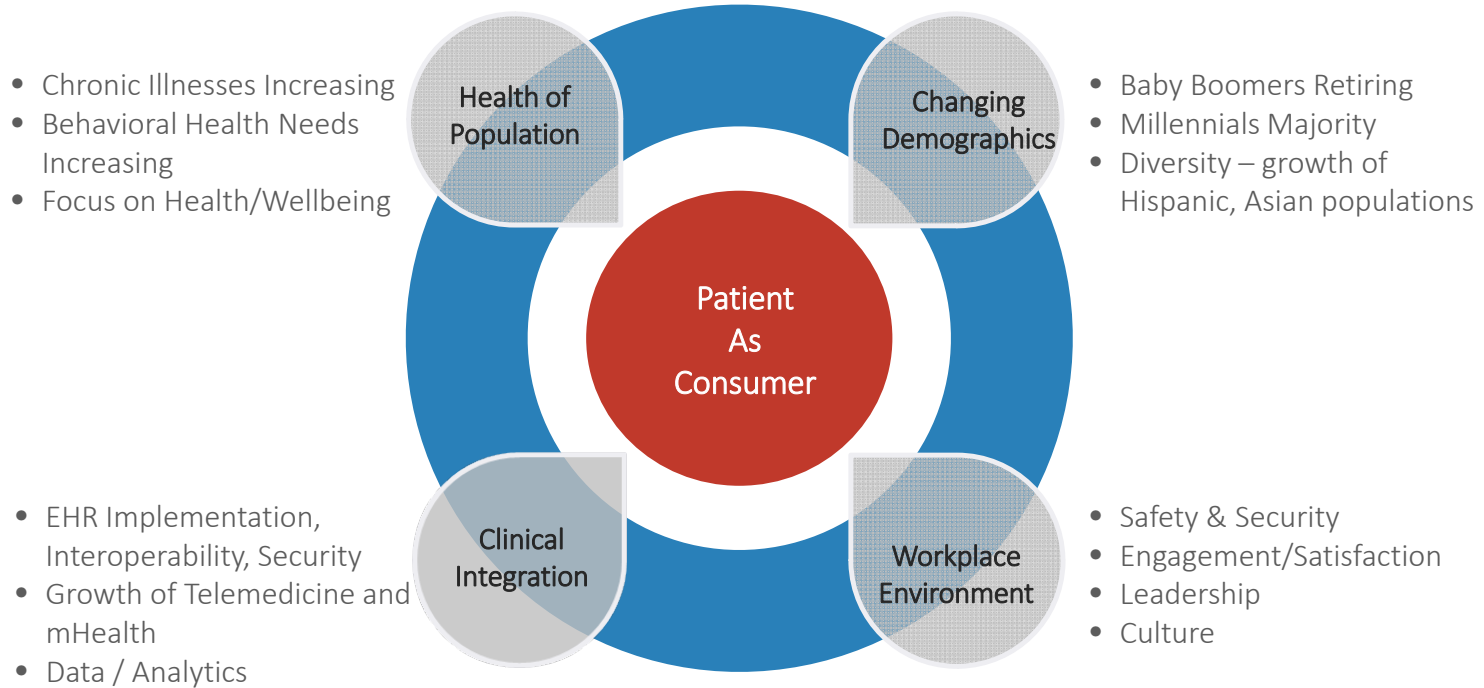 • Chronic Illnesses Increasing
• Behavioral Health Needs
Increasing
• Focus on Health/Wellbeing
Health of
Population
Changing
Demographics
• Baby Boomers Retiring
• Millennials Majority
• Diversity – growth of
Hispanic, Asian populations
Patient
As
Consumer
• EHR Implementation,
Interoperability, Security
• Growth of Telemedicine and
mHealth
• Data / Analytics
Clinical
Integration
Workplace
Environment
• Safety & Security
• Engagement/Satisfaction
• Leadership
• Culture